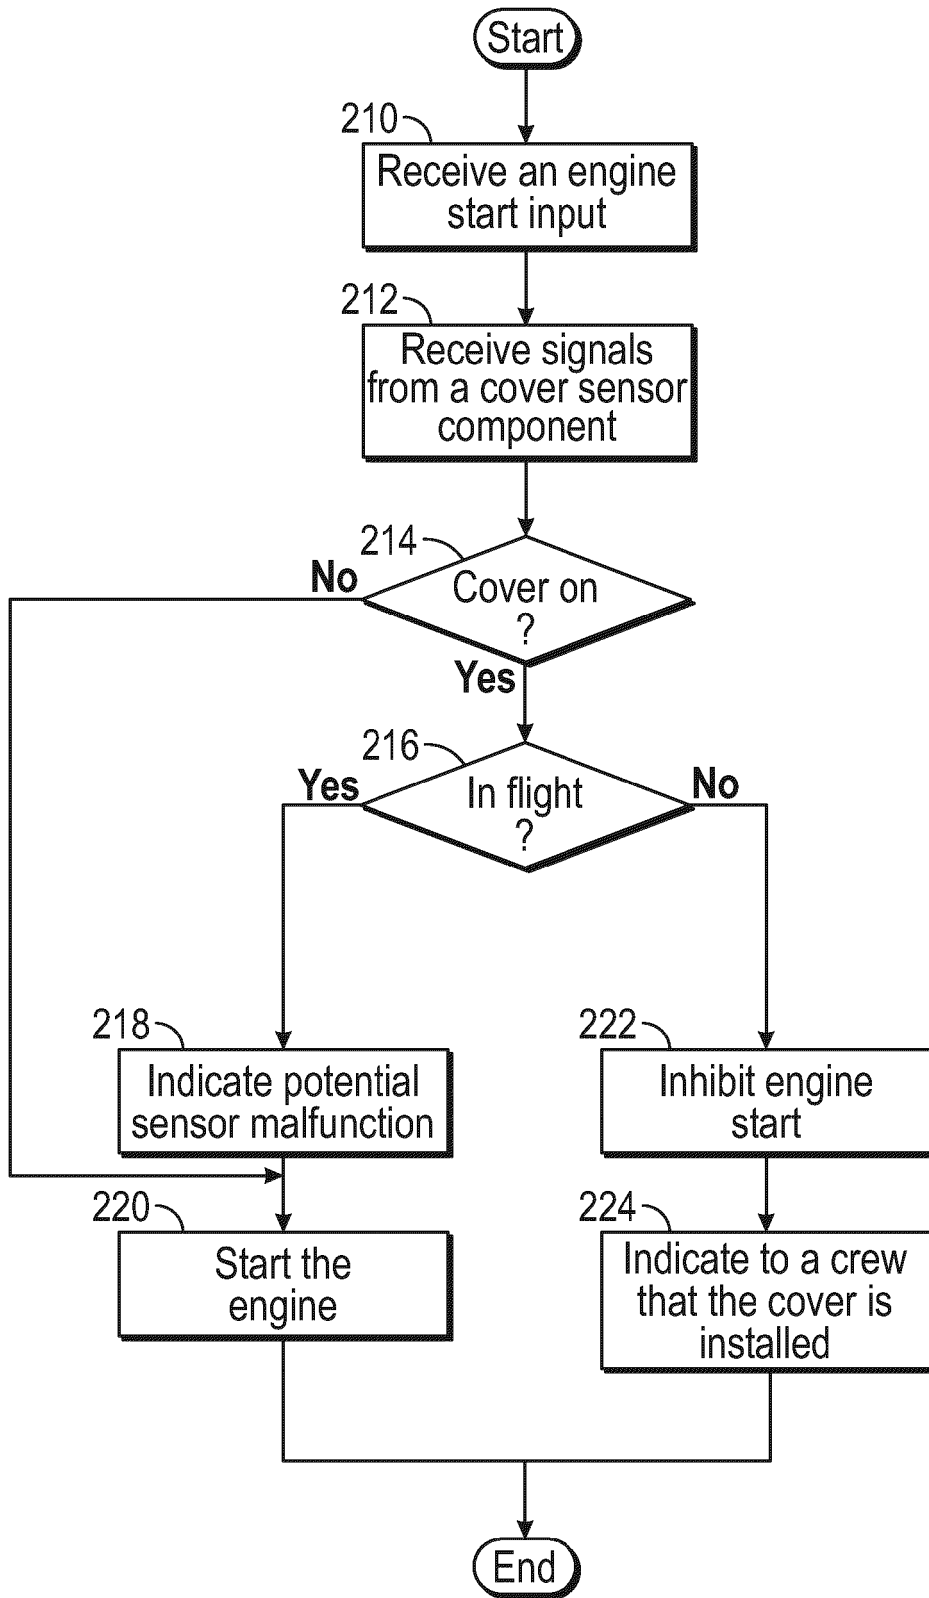 Start
210
Receive an engine
start input
212
Receive signals
from a cover sensor
component
214
No
Cover on
?
Yes
216
Yes
In flight
?
No
218
Indicate potential
sensor malfunction
222
Inhibit engine
start
220
Start the
engine
224
Indicate to a crew
that the cover is
installed
End